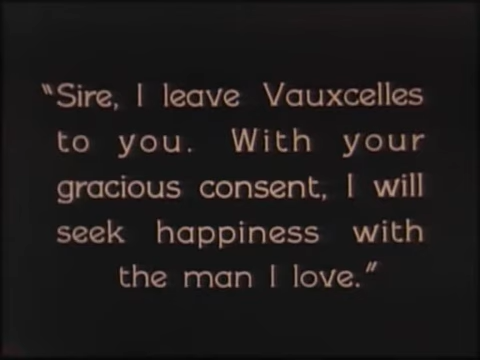 “Sire, I leave Vauxcelles
to you. With your
gracious consent, I will
seek happiness with
the man I love.”